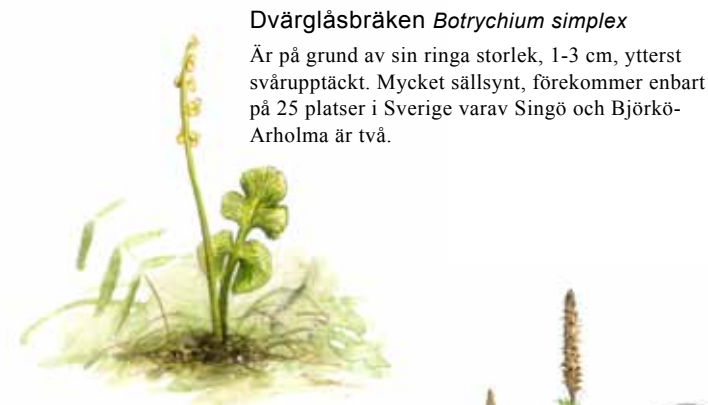 Dvärglåsbräken Botrychium simplex
Är på grund av sin ringa storlek, 1-3 cm, ytterst
svårupptäckt. Mycket sällsynt, förekommer enbart
på 25 platser i Sverige varav Singö och Björkö-
Arholma är två.